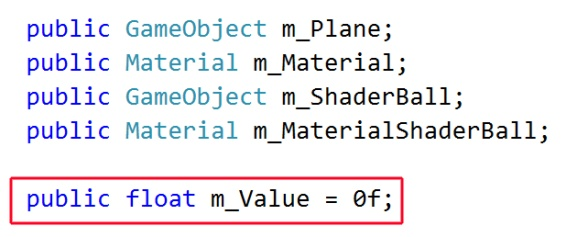 public GameObject m_Plane;
public Material m_Material;
public GameObject m_ShaderBall;
public Material m_MaterialShaderBall;
public float m_Value = 0f;